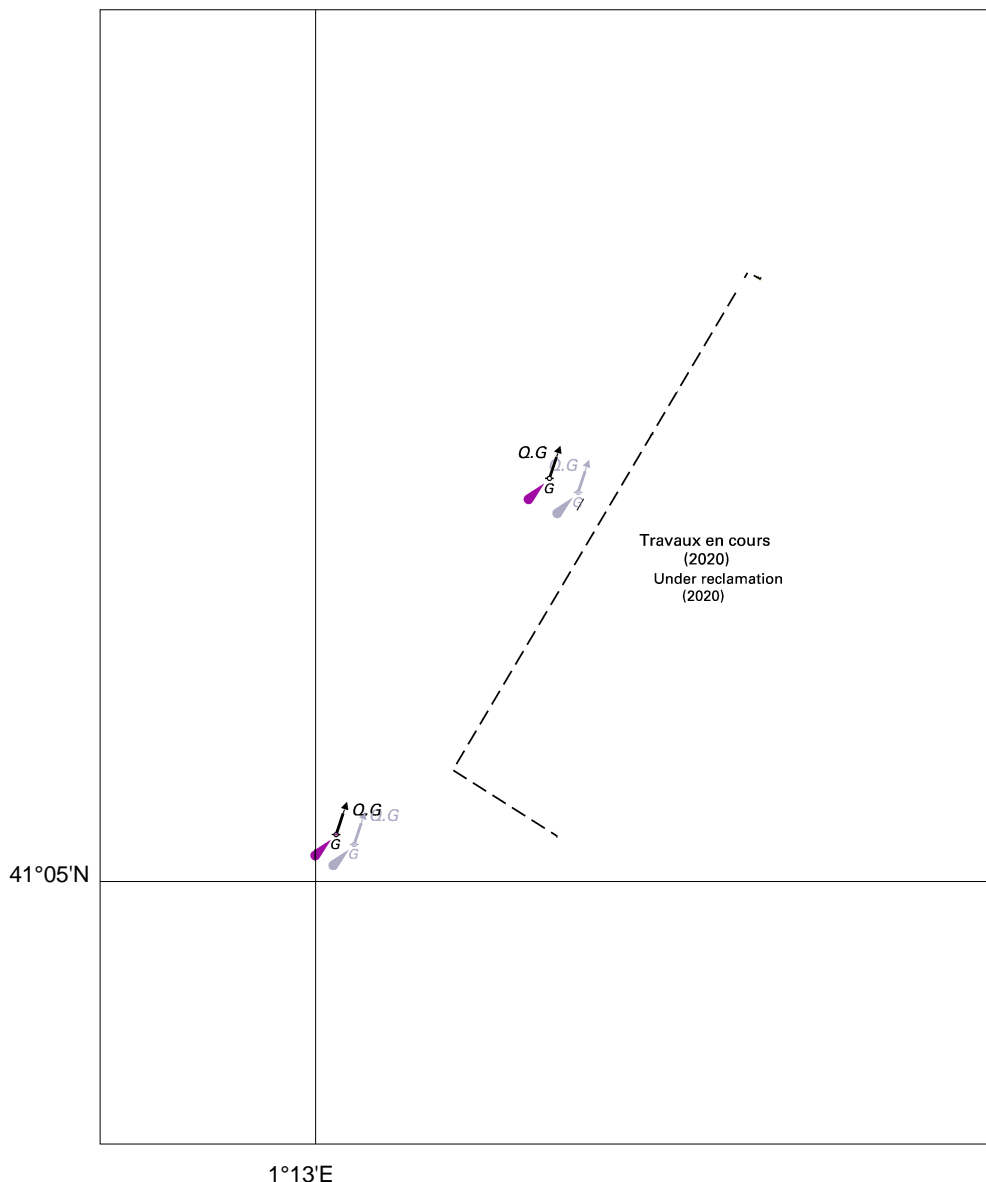 Q.G
Q.G
G
G
Travaux en cours
(2020)
Under reclamation
(2020)
Q.G
Q.G
G
G
41°05'N
1°13'E